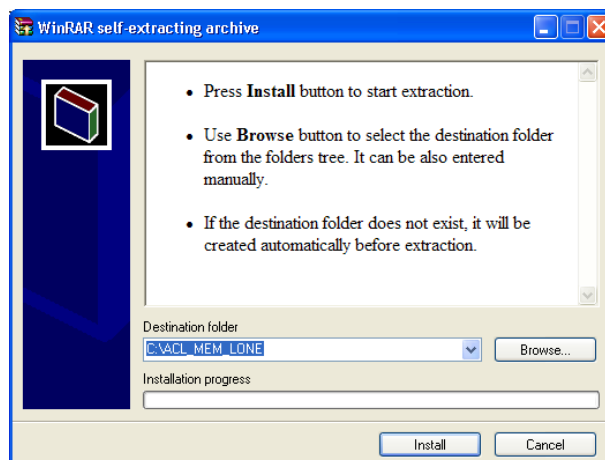 WinRAR self-extracting archive
• Press Install button to start extraction.
• Use Browse button to select the destination folder
from the folders tree. It can be also entered
manually.
• If the destination folder does not exist, it will be
created automatically before extraction.
Destination folder
C:\ACL_MEM_LONE
Browse...
Installation progress
Install
Cancel